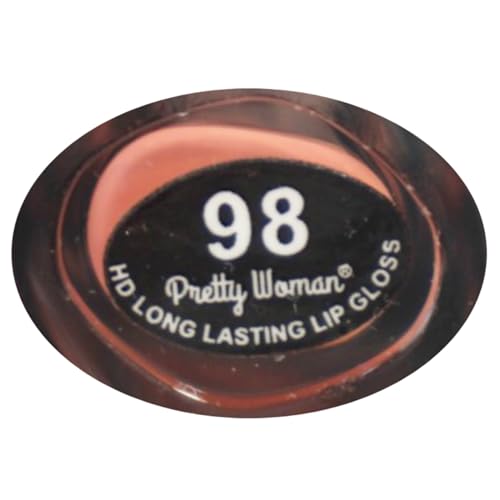 98
Pretty Woman®
HD LONG LASTING LIP GLOSS